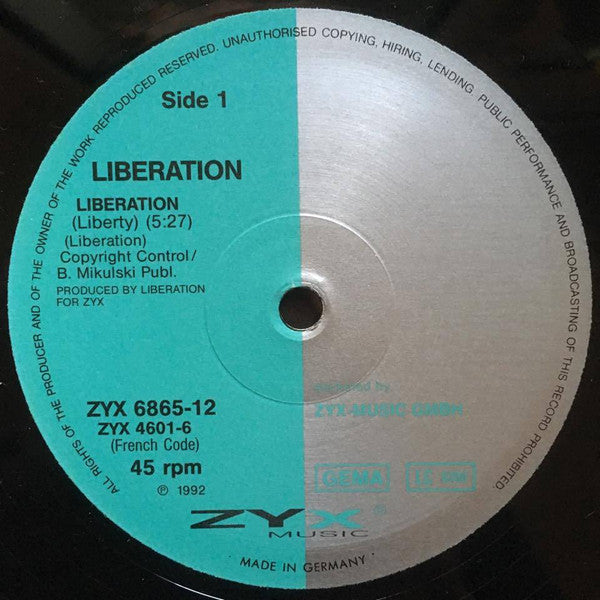 ALL RIGHTS OF THE PRODUCER AND OF THE OWNER OF THE WORK REPRODUCED RESERVED. UNAUTHORISED COPYING, HIRING, LENDING, PUBLIC PERFORMANCE AND BROADCASTING OF THIS RECORD PROHIBITED.
Side 1
LIBERATION
LIBERATION
(Liberty) (5:27)
(Liberation)
Copyright Control/
B. Mikulski Publ.
PRODUCED BY LIBERATION
FOR ZYX
ZYX 6865-12
ZYX 4601-6
(French Code)
45 rpm
℗ 1992
by
ZYX-MUSIC GMBH
GEMA
LC
ZYX ®
MUSIC
· MADE IN GERMANY ·